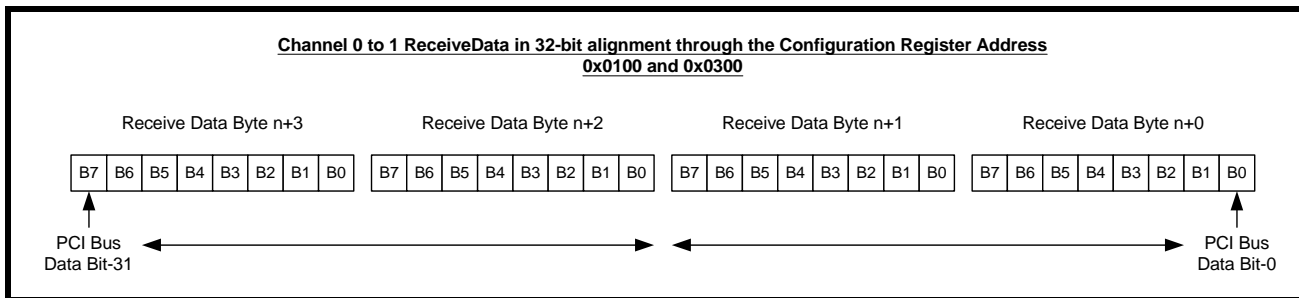 Channel 0 to 1 ReceiveData in 32-bit alignment through the Configuration Register Address
0x0100 and 0x0300
Receive Data Byte n+3 Receive Data Byte n+2 Receive Data Byte n+1 Receive Data Byte n+0
B7 B6 B5 B4 B3 B2 B1 B0 B7 B6 B5 B4 B3 B2 B1 B0 B7 B6 B5 B4 B3 B2 B1 B0 B7 B6 B5 B4 B3 B2 B1 B0
PCI Bus PCI Bus
Data Bit-31 Data Bit-0